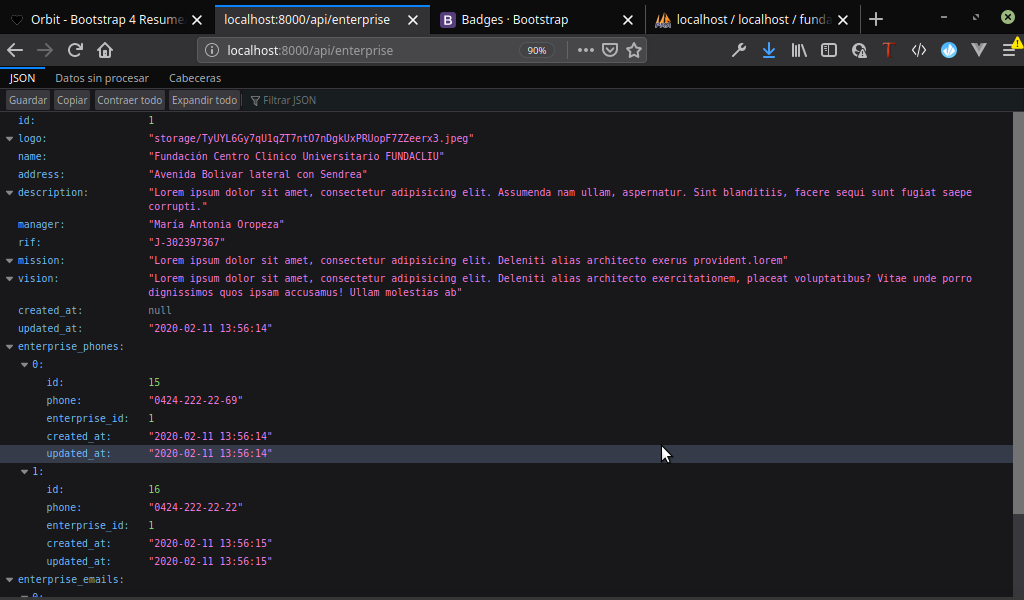 Orbit - Bootstrap 4 Resume
localhost:8000/api/enterprise
Badges · Bootstrap
localhost / localhost / funda
localhost:8000/api/enterprise
90%
JSON
Datos sin procesar
Cabeceras
Guardar
Copiar
Contraer todo
Expandir todo
Filtrar JSON
id: 1
logo: "storage/TyUYL6Gy7qU1qZT7ntO7nDgkUxPRUopF7ZZeerx3.jpeg"
name: "Fundación Centro Clinico Universitario FUNDACLIU"
address: "Avenida Bolivar lateral con Sendrea"
description: "Lorem ipsum dolor sit amet, consectetur adipisicing elit. Assumenda nam ullam, aspernatur. Sint blanditiis, facere sequi sunt fugiat saepe
corrupti."
manager: "María Antonia Oropeza"
rif: "J-302397367"
mission: "Lorem ipsum dolor sit amet, consectetur adipisicing elit. Deleniti alias architecto exerus provident.lorem"
vision: "Lorem ipsum dolor sit amet, consectetur adipisicing elit. Deleniti alias architecto exercitationem, placeat voluptatibus? Vitae unde porro
dignissimos quos ipsam accusamus! Ullam molestias ab"
created_at: null
updated_at: "2020-02-11 13:56:14"
enterprise_phones:
0:
id: 15
phone: "0424-222-22-69"
enterprise_id: 1
created_at: "2020-02-11 13:56:14"
updated_at: "2020-02-11 13:56:14"
1:
id: 16
phone: "0424-222-22-22"
enterprise_id: 1
created_at: "2020-02-11 13:56:15"
updated_at: "2020-02-11 13:56:15"
enterprise_emails:
0: